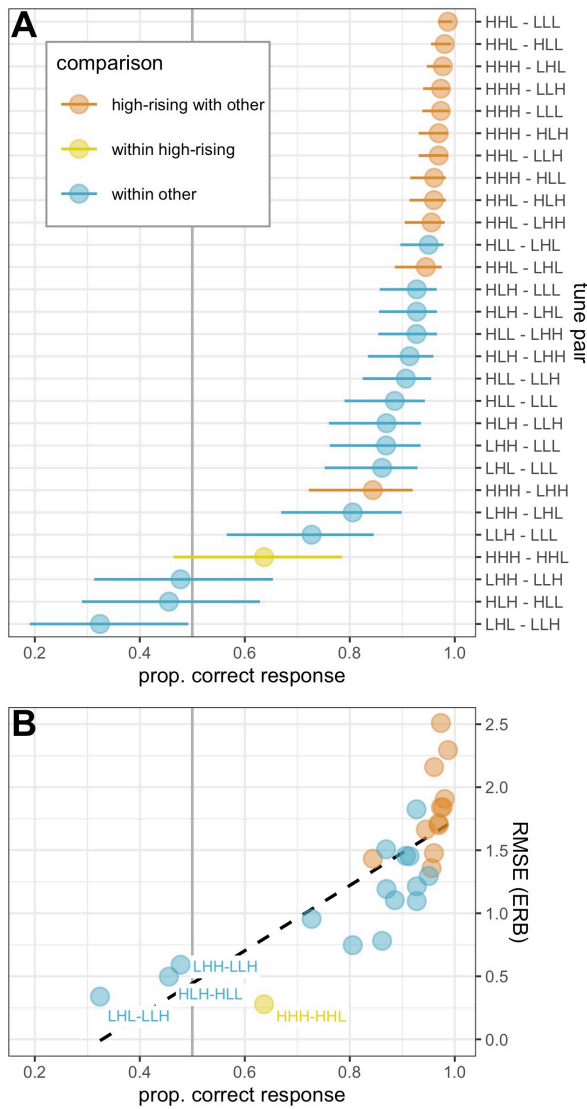 A
comparison
high-rising with other
within high-rising
within other
HHL - LLL
HHL - HLL
HHH - LHL
HHH - LLH
HHH - LLL
HHH - HLH
HHL - LLH
HHH - HLL
HHL - HLH
HHL - LHH
HLL - LHL
HHL - LHL
HLH - LLL
HLH - LHL
HLL - LHH
HLH - LHH
HLL - LLH
HLL - LLL
HLH - LLH
LHH - LLL
LHL - LLL
HHH - LHH
LHH - LHL
LLH - LLL
HHH - HHL
LHH - LLH
HLH - HLL
LHL - LLH
tune pair
0.2 0.4 0.6 0.8 1.0
prop. correct response
B
2.5
2.0
1.5
1.0
0.5
0.0
RMSE (ERB)
LHH-LLH
HLH-HLL
LHL-LLH
HHH-HHL
0.2 0.4 0.6 0.8 1.0
prop. correct response